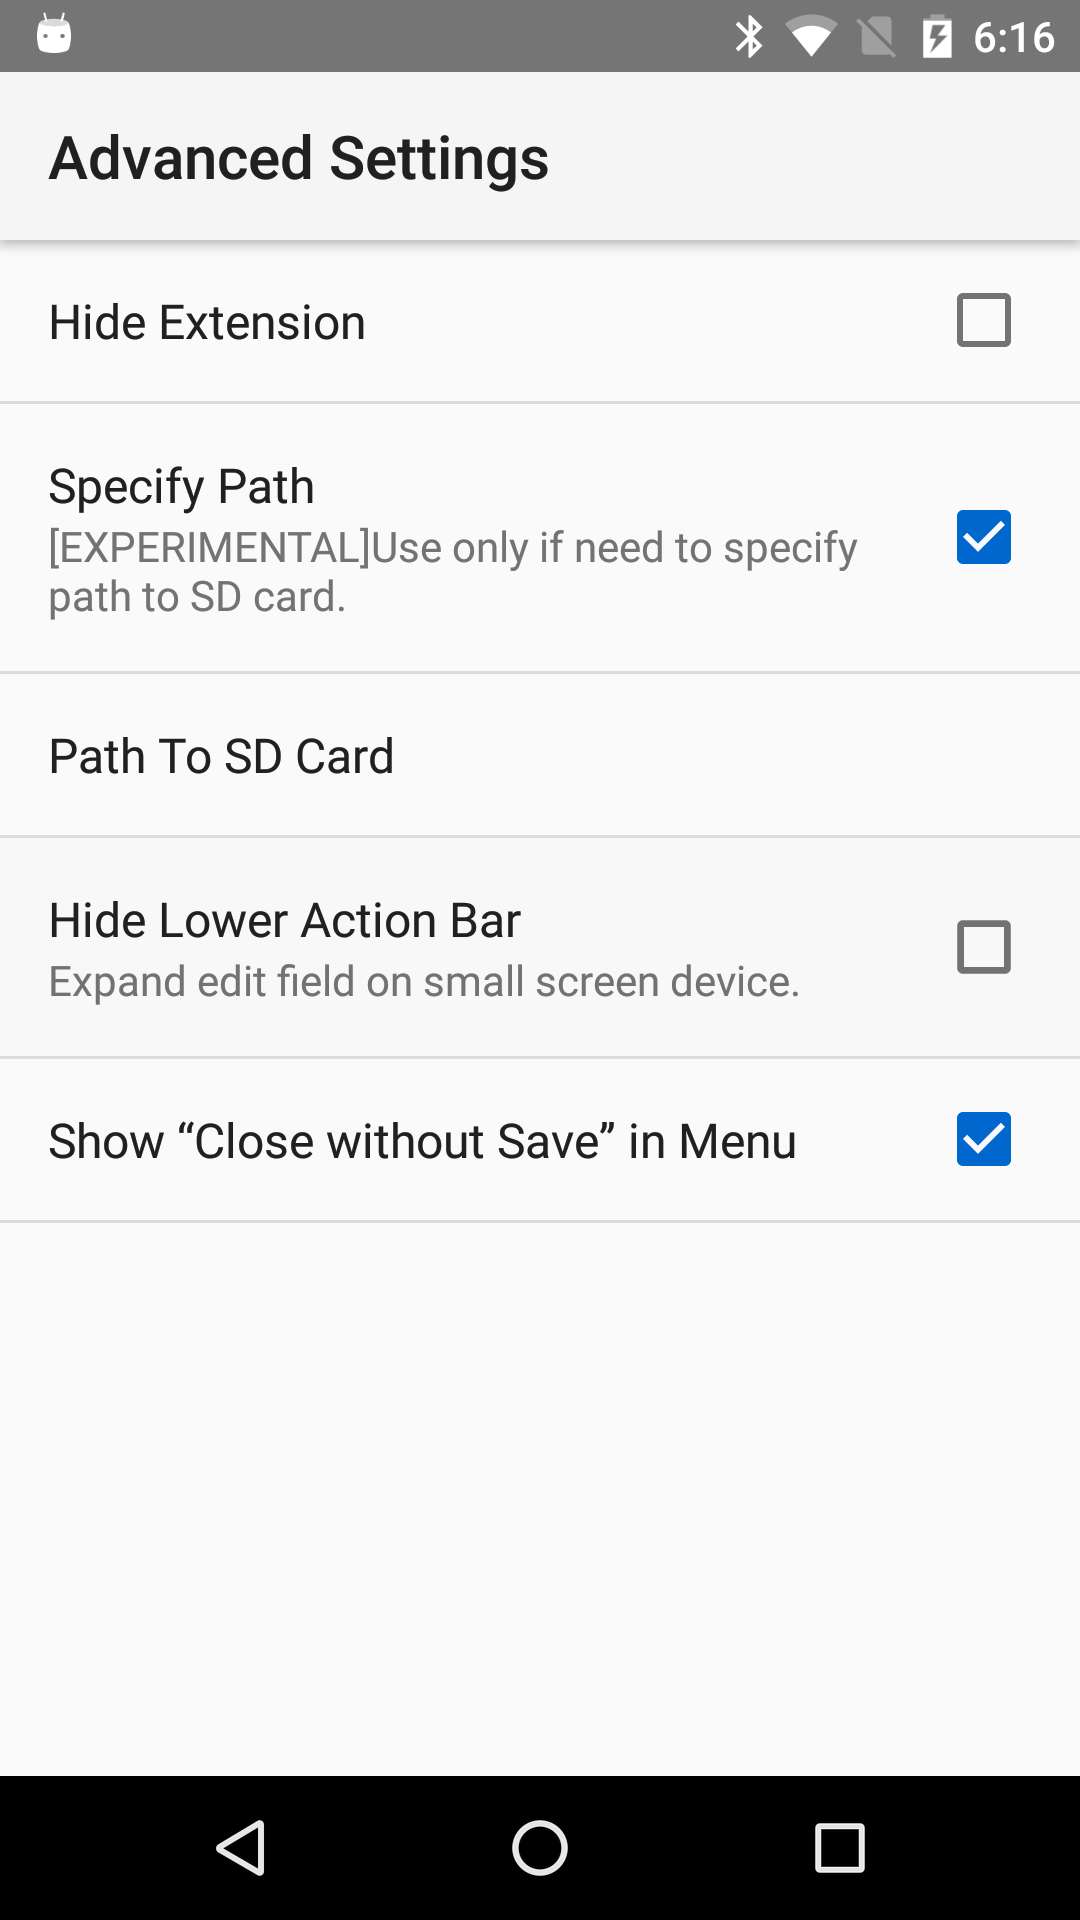 6:16
Advanced Settings
Hide Extension
Specify Path
[EXPERIMENTAL]Use only if need to specify
path to SD card.
Path To SD Card
Hide Lower Action Bar
Expand edit field on small screen device.
Show “Close without Save” in Menu